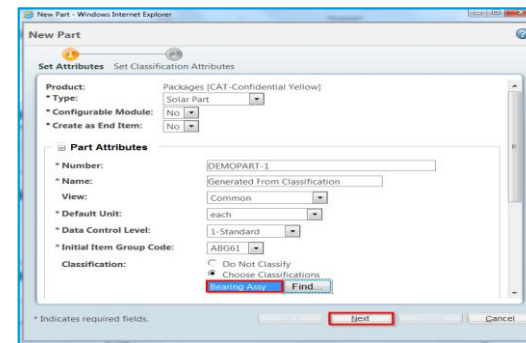 New Part - Windows Internet Explorer
New Part
Set Attributes Set Classification Attributes
Product: Packages [CAT-Confidential Yellow]
* Type: Solar Part
* Configurable Module: No
* Create as End Item: No
Part Attributes
* Number: DEMOPART-1
* Name: Generated From Classification
View: Common
* Default Unit: each
* Data Control Level: 1-Standard
* Initial Item Group Code: ABG61
Classification: Do Not Classify
Choose Classifications
Bearing Assy Find...
* Indicates required fields. Next Cancel